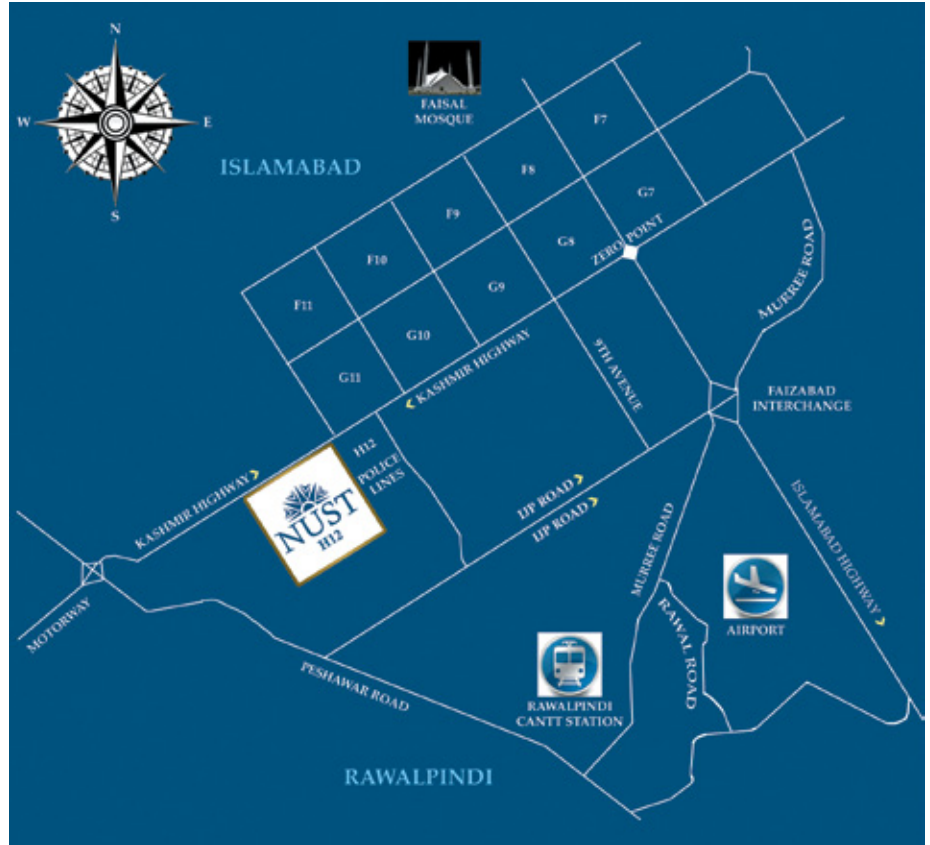 N
W
E
S
FAISAL
MOSQUE
ISLAMABAD
F7
F8
G7
F9
ZERO POINT
G8
F10
G9
MURREE ROAD
F11
G10
KASHMIR HIGHWAY
9TH AVENUE
G11
FAIZABAD
INTERCHANGE
H12
POLICE
LINES
KASHMIR HIGHWAY
NUST
H12
IJP ROAD
IJP ROAD
MURREE ROAD
ISLAMABAD HIGHWAY
MOTORWAY
AIRPORT
RAWAL ROAD
PESHAWAR ROAD
RAWALPINDI
CANTT STATION
RAWALPINDI